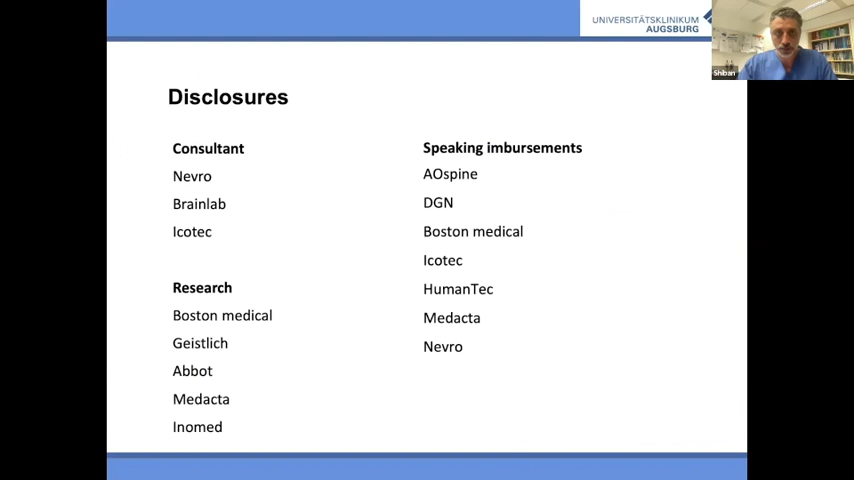 UNIVERSITÄTSKLINIKUM
AUGSBURG
Shiban
Disclosures
Consultant
Nevro
Brainlab
Icotec
Research
Boston medical
Geistlich
Abbot
Medacta
Inomed
Speaking imbursements
AOspine
DGN
Boston medical
Icotec
HumanTec
Medacta
Nevro